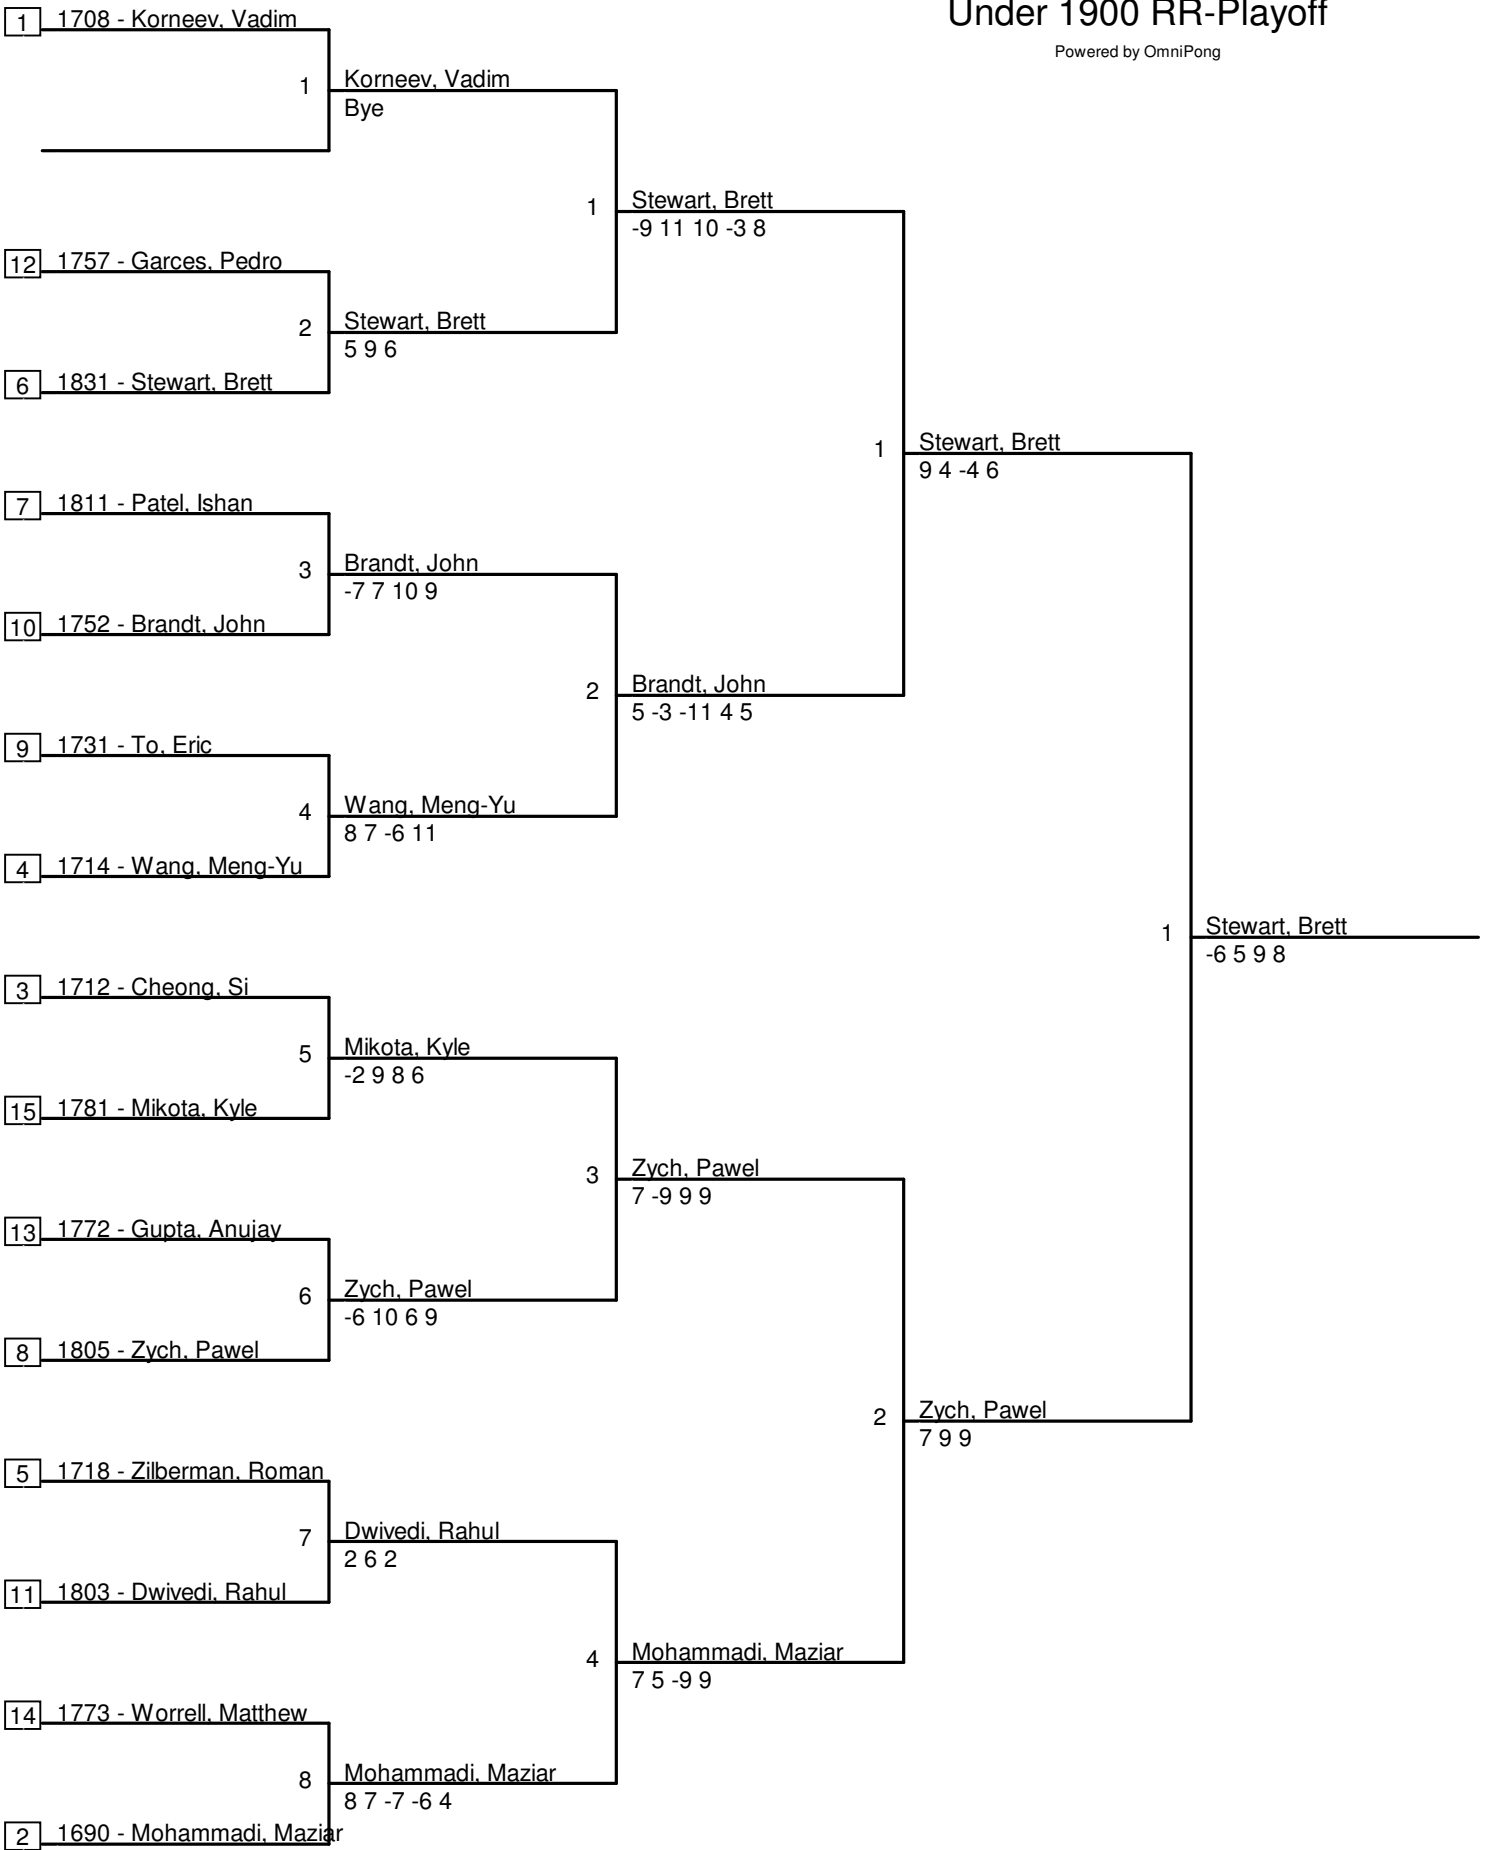 Under 1900 RR-Playoff
Powered by OmniPong
1 1708 - Korneev, Vadim
1 Korneev, Vadim
Bye
1 Stewart, Brett
-9 11 10 -3 8
12 1757 - Garces, Pedro
2 Stewart, Brett
5 9 6
6 1831 - Stewart, Brett
1 Stewart, Brett
9 4 -4 6
7 1811 - Patel, Ishan
3 Brandt, John
-7 7 10 9
10 1752 - Brandt, John
2 Brandt, John
5 -3 -11 4 5
9 1731 - To, Eric
4 Wang, Meng-Yu
8 7 -6 11
4 1714 - Wang, Meng-Yu
1 Stewart, Brett
-6 5 9 8
3 1712 - Cheong, Si
5 Mikota, Kyle
-2 9 8 6
15 1781 - Mikota, Kyle
3 Zych, Pawel
7 -9 9 9
13 1772 - Gupta, Anujay
6 Zych, Pawel
-6 10 6 9
8 1805 - Zych, Pawel
2 Zych, Pawel
7 9 9
5 1718 - Zilberman, Roman
7 Dwivedi, Rahul
2 6 2
11 1803 - Dwivedi, Rahul
4 Mohammadi, Maziar
7 5 -9 9
14 1773 - Worrell, Matthew
8 Mohammadi, Maziar
8 7 -7 -6 4
2 1690 - Mohammadi, Maziar